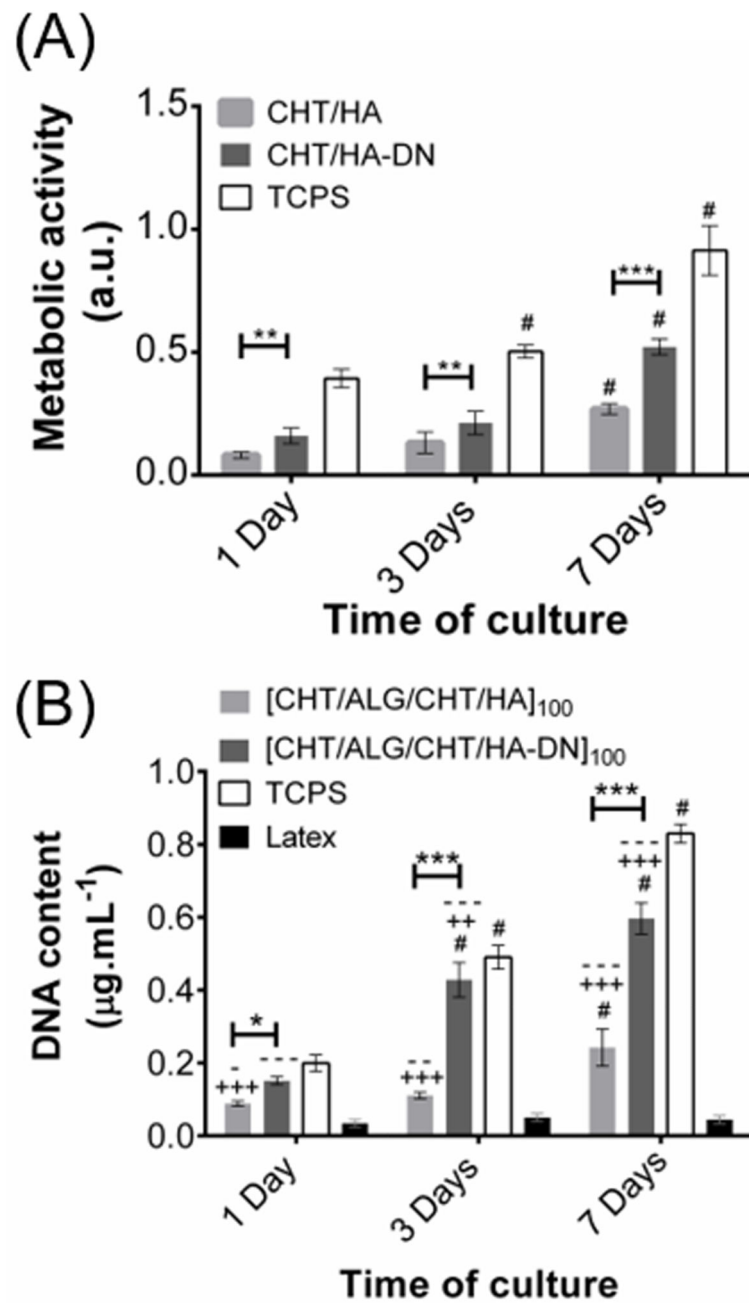 (A)
Metabolic activity
(a.u.)
1.5
1.0
0.5
0.0
CHT/HA
CHT/HA-DN
TCPS
**
**
#
***
#
#
#
1 Day
3 Days
7 Days
Time of culture
(B)
[CHT/ALG/CHT/HA]100
[CHT/ALG/CHT/HA-DN]100
TCPS
Latex
DNA content
(µg.mL-1)
1.0
0.8
0.6
0.4
0.2
0.0
*
-
+++
---
***
--
+++
---
++
#
#
***
---
+++
#
---
+++
#
#
1 Day
3 Days
7 Days
Time of culture